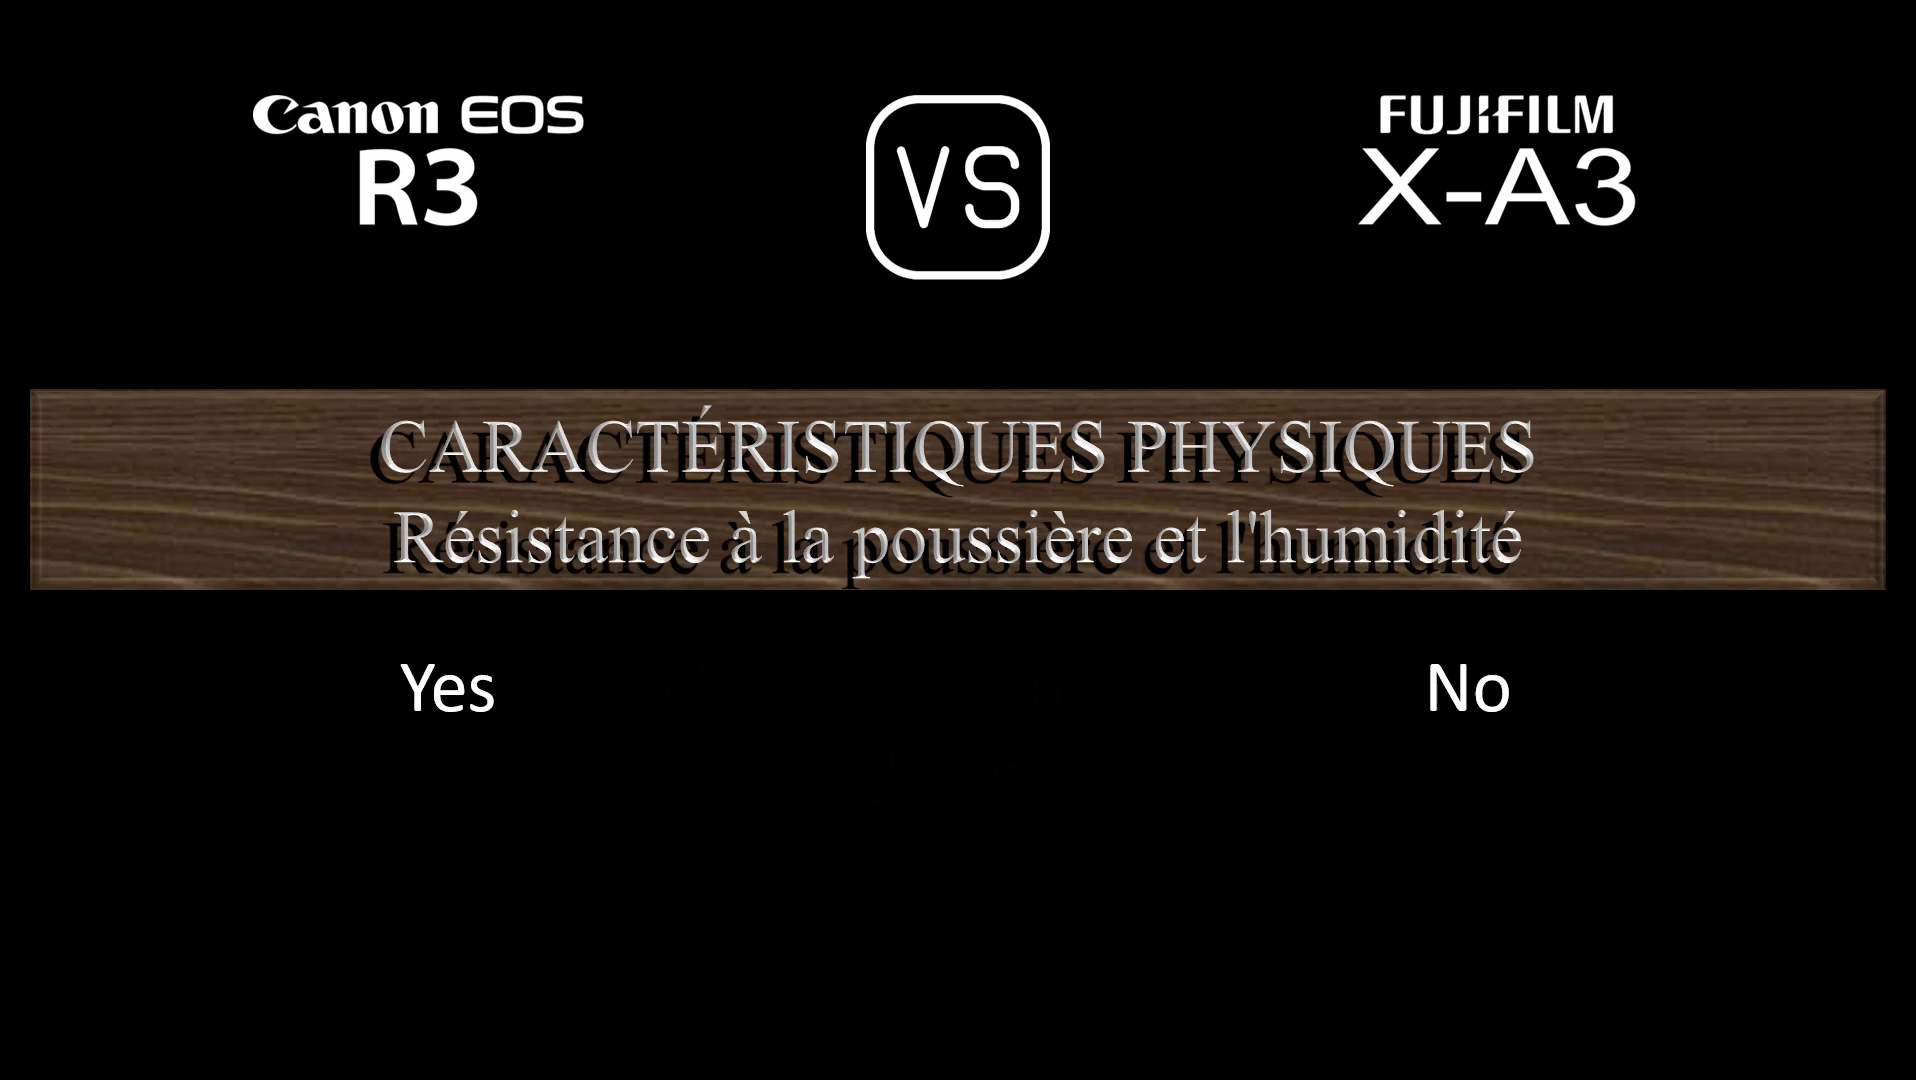 Canon EOS
R3
VS
FUJIFILM
X-A3
CARACTÉRISTIQUES PHYSIQUES
Résistance à la poussière et l'humidité
Yes
No